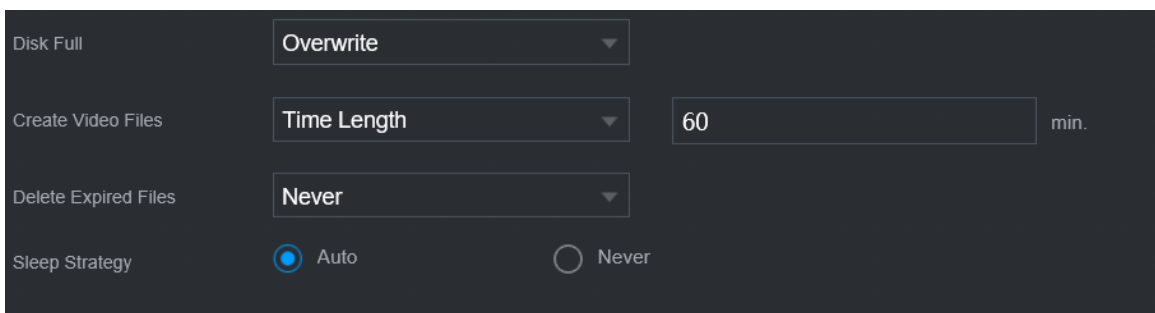 Disk Full Overwrite
Create Video Files Time Length 60 min.
Delete Expired Files Never
Sleep Strategy Auto Never